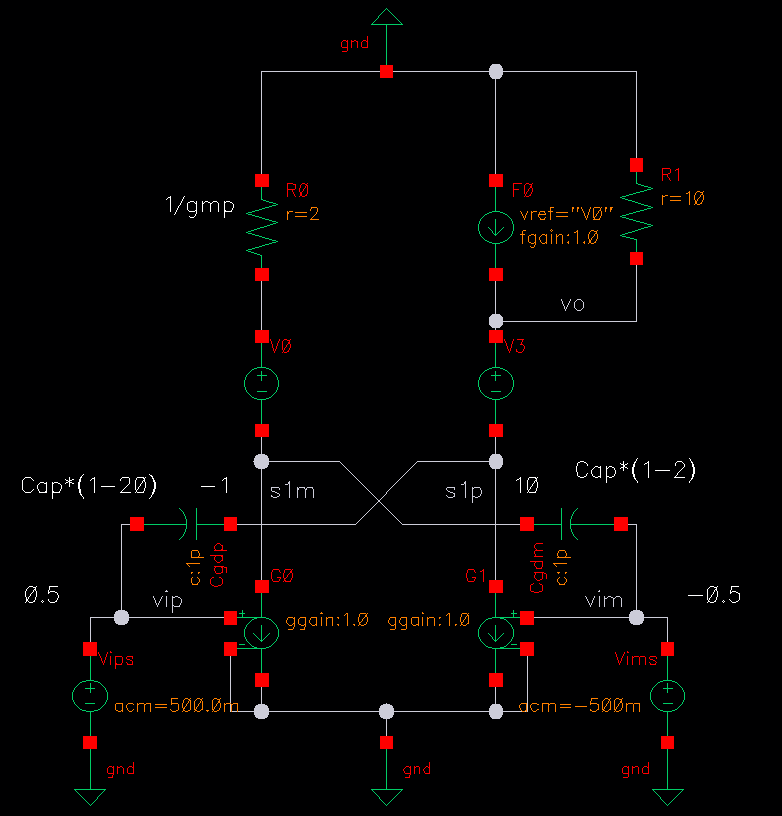 gnd
R0
r=2
1/gmp
F0
vref="V0"
fgain:1.0
R1
r=10
vo
V0
V3
Cap*(1-20)
-1
s1m
s1p
10
Cap*(1-2)
c:1p
Cgdp
Cgdm
c:1p
0.5
vip
G0
ggain:1.0
G1
ggain:1.0
vim
-0.5
+
-
+
-
Vips
acm=500.0m
Vims
acm=-500m
gnd
gnd
gnd